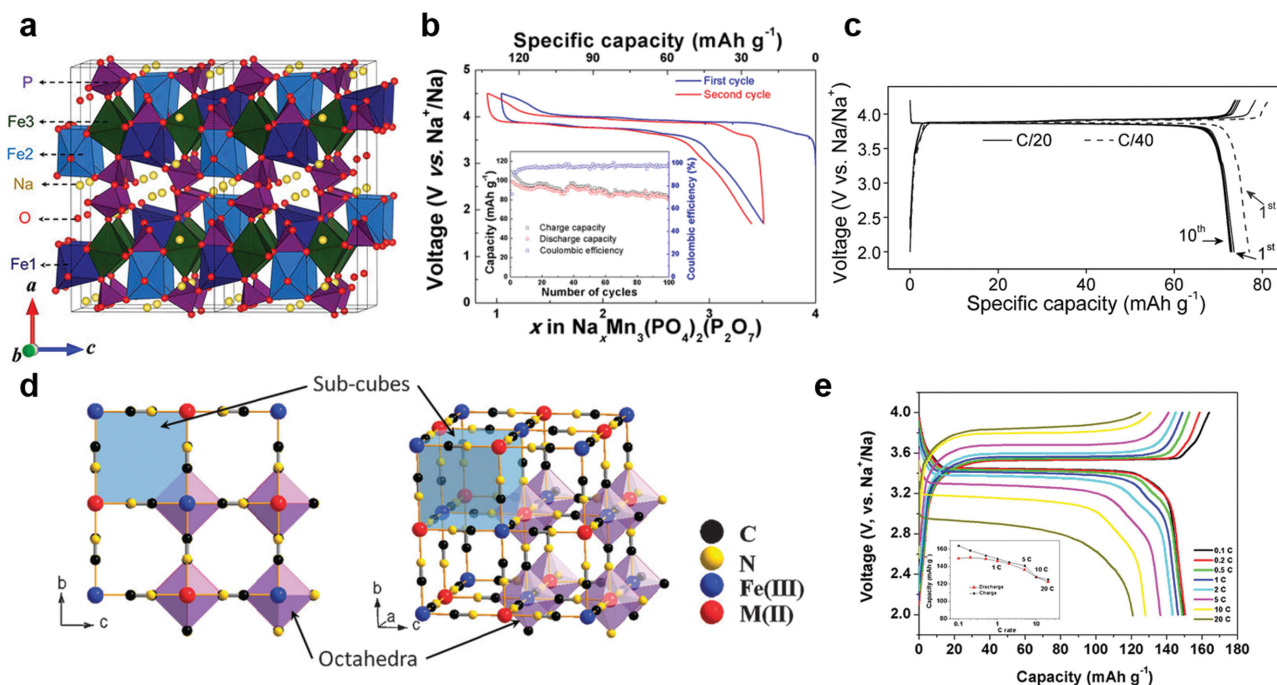 a
P
Fe3
Fe2
Na
O
Fe1
a
b
c
b
Specific capacity (mAh g⁻¹)
120 90 60 30 0
5
4
3
2
1
0
Voltage (V vs. Na⁺/Na)
First cycle
Second cycle
120
100
80
60
40
20
0
Capacity (mAh g⁻¹)
Charge capacity
Discharge capacity
Coulombic efficiency
100
80
60
40
20
0
Coulombic efficiency (%)
0 20 40 60 80 100
Number of cycles
1 2 3 4
x in NaₓMn₃(PO₄)₂(P₂O₇)
c
Voltage (V vs. Na/Na⁺)
4.0
3.5
3.0
2.5
2.0
C/20 C/40
1st
10th
1st
0 20 40 60 80
Specific capacity (mAh g⁻¹)
d
Sub-cubes
b
c
b
a
c
Octahedra
C
N
Fe(III)
M(II)
e
Voltage (V, vs. Na⁺/Na)
4.0
3.6
3.2
2.8
2.4
2.0
0.1 C
0.2 C
0.5 C
1 C
2 C
5 C
10 C
20 C
Capacity (mAh g⁻¹)
180
160
140
120
100
1 C
5 C
10 C
20 C
Discharge
Charge
0.1 1 10
C rate
0 20 40 60 80 100 120 140 160 180
Capacity (mAh g⁻¹)